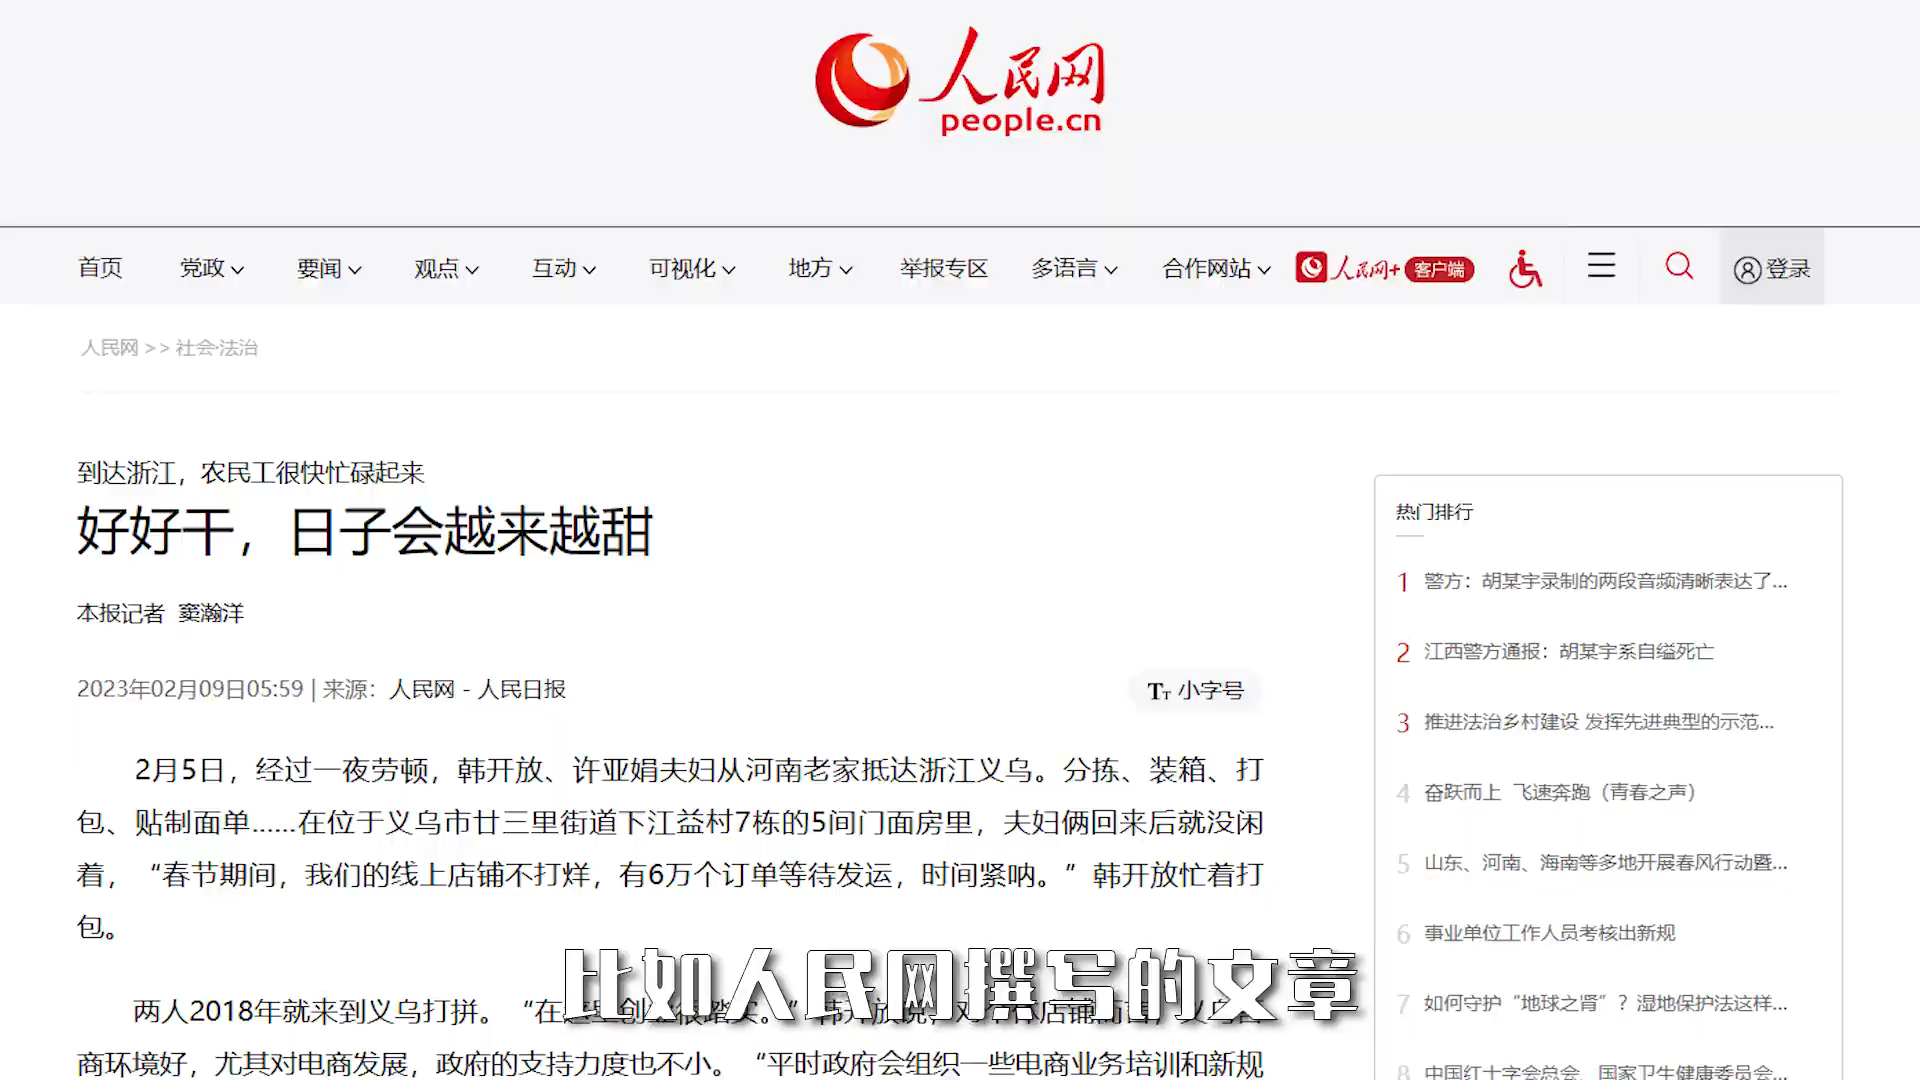 人民网
people.cn
首页 党政 要闻 观点 互动 可视化 地方 举报专区 多语言 合作网站 人民网+ 客户端 登录
人民网>>社会·法治
到达浙江，农民工很快忙碌起来
好好干，日子会越来越甜
本报记者 窦瀚洋
2023年02月09日05:59 | 来源：人民网－人民日报
TT 小字号
2月5日，经过一夜劳顿，韩开放、许亚娟夫妇从河南老家抵达浙江义乌。分拣、装箱、打
包、贴制面单……在位于义乌市廿三里街道下江益村7栋的5间门面房里，夫妇俩回来后就没闲
着，“春节期间，我们的线上店铺不打烊，有6万个订单等待发运，时间紧呐。”韩开放忙着打
包。
两人2018年就来到义乌打拼。“在
商环境好，尤其对电商发展，政府的支持力度也不小。“平时政府会组织一些电商业务培训和新规
比如人民网撰写的文章
热门排行
1 警方：胡某宇录制的两段音频清晰表达了...
2 江西警方通报：胡某宇系自缢死亡
3 推进法治乡村建设 发挥先进典型的示范...
4 奋跃而上 飞速奔跑（青春之声）
5 山东、河南、海南等多地开展春风行动暨...
6 事业单位工作人员考核出新规
7 如何守护“地球之肾”？湿地保护法这样...
8 中国红十字会总会、国家卫生健康委员会...